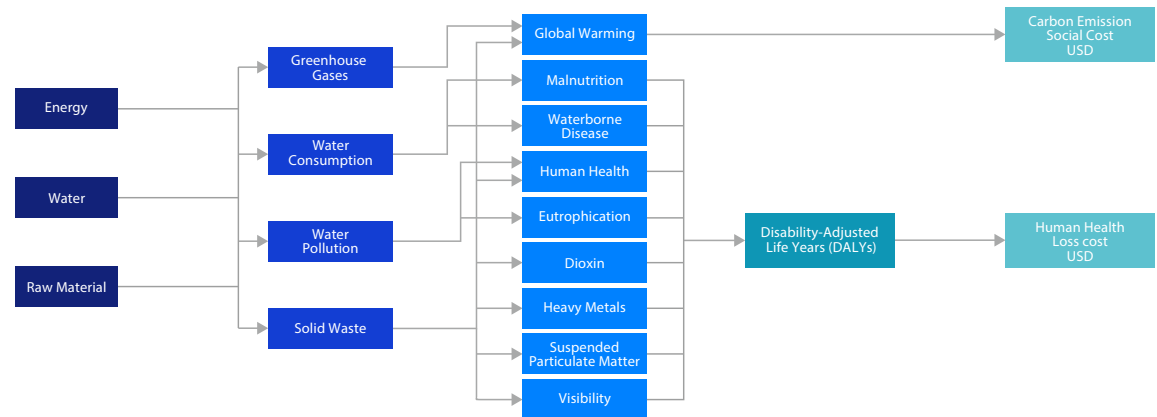 Energy
Water
Raw Material
Greenhouse
Gases
Water
Consumption
Water
Pollution
Solid Waste
Global Warming
Malnutrition
Waterborne
Disease
Human Health
Eutrophication
Dioxin
Heavy Metals
Suspended
Particulate Matter
Visibility
Disability-Adjusted
Life Years (DALYs)
Carbon Emission
Social Cost
USD
Human Health
Loss cost
USD